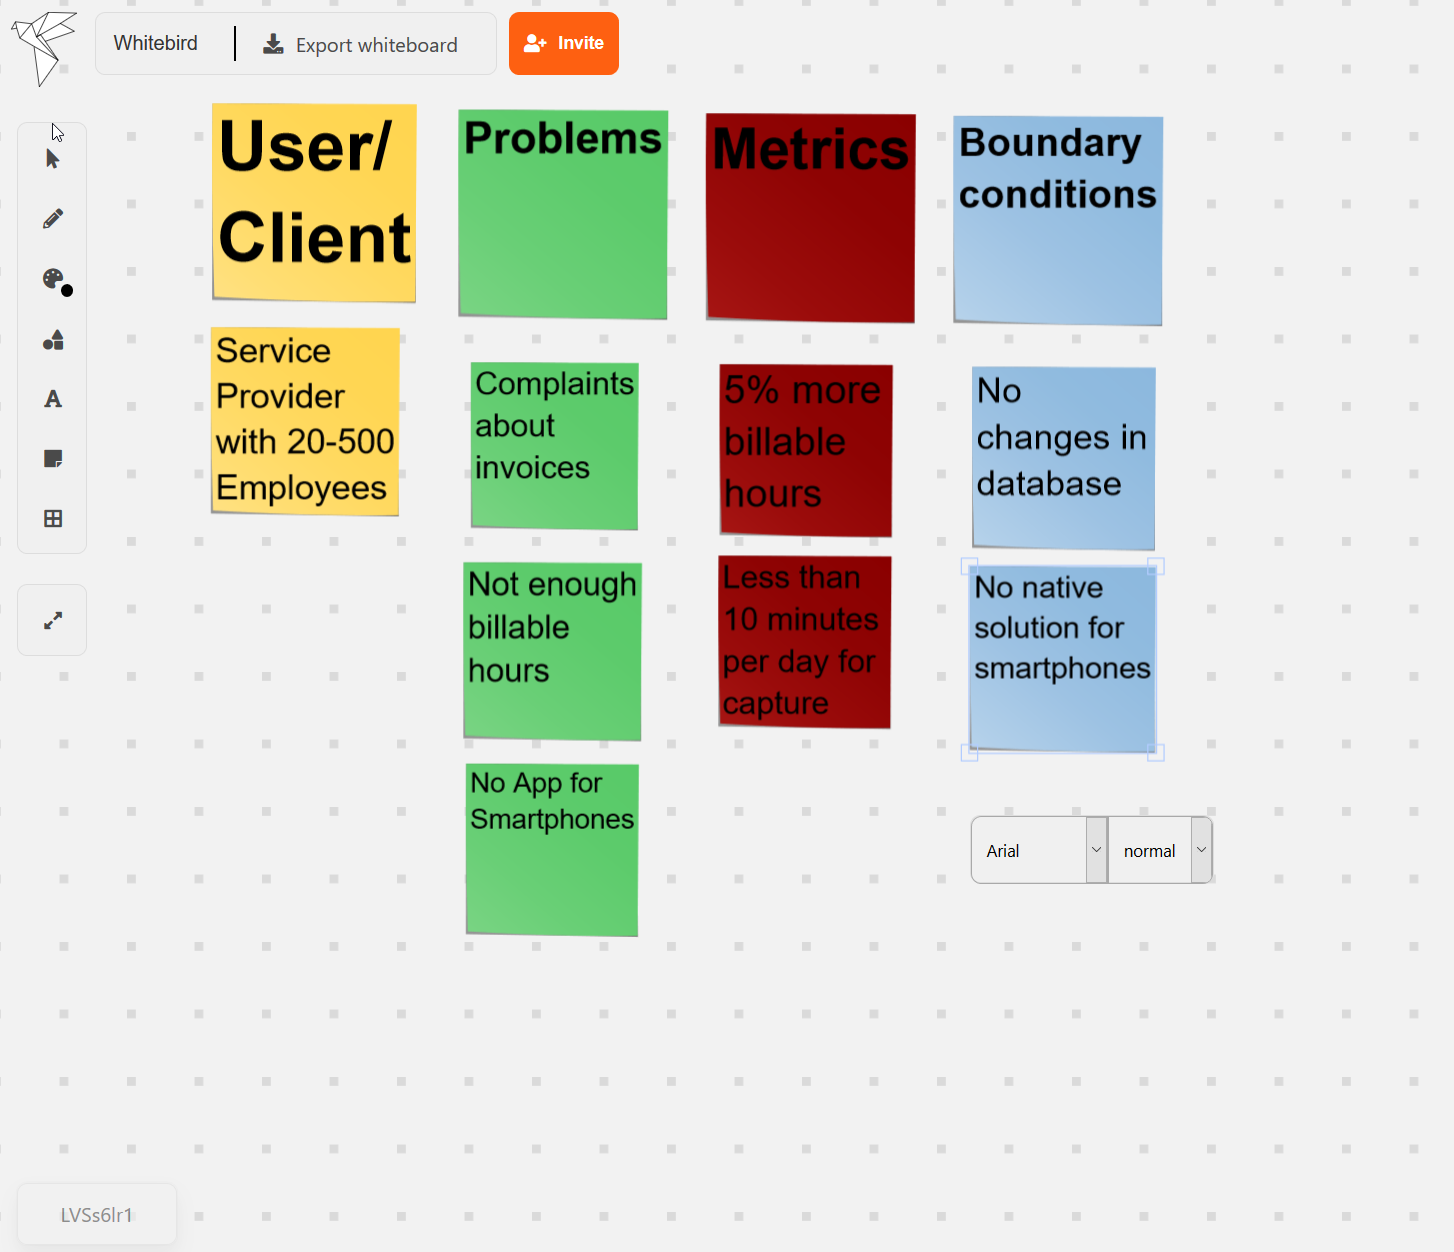 Whitebird
Export whiteboard
Invite
User/
Client
Problems
Metrics
Boundary
conditions
Service
Provider
with 20-500
Employees
Complaints
about
invoices
5% more
billable
hours
No
changes in
database
Not enough
billable
hours
Less than
10 minutes
per day for
capture
No native
solution for
smartphones
No App for
Smartphones
Arial
normal
LVSs6lr1